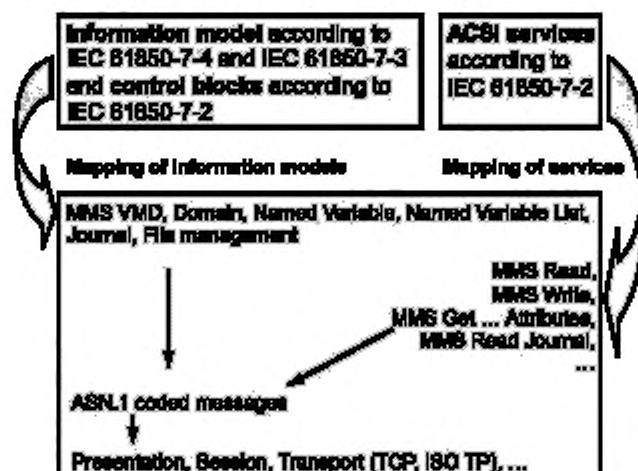 Information model according to
IEC 61850-7-4 and IEC 61850-7-3
and control blocks according to
IEC 61850-7-2
ACSI services
according to
IEC 61850-7-2
Mapping of information models
Mapping of services
MMS VMD, Domain, Named Variable, Named Variable List,
Journal, File management
MMS Read,
MMS Write,
MMS Get ... Attributes,
MMS Read Journal,
...
ASN.1 coded messages
Presentation, Session, Transport (TCP, ISO TP), ...